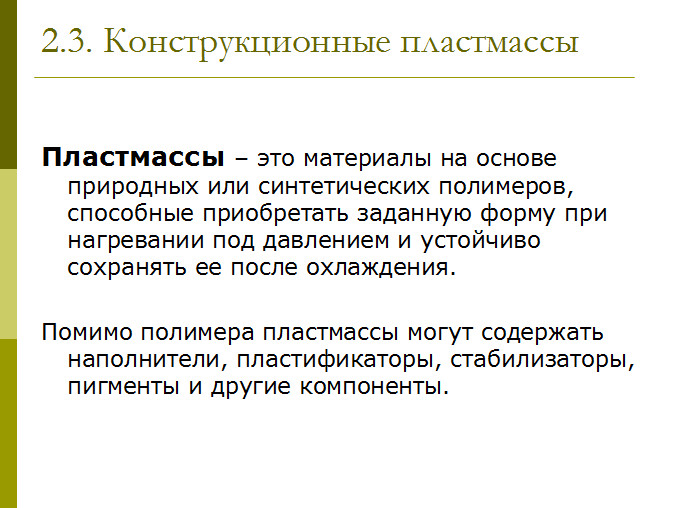 2.3. Конструкционные пластмассы
Пластмассы – это материалы на основе
природных или синтетических полимеров,
способные приобретать заданную форму при
нагревании под давлением и устойчиво
сохранять ее после охлаждения.
Помимо полимера пластмассы могут содержать
наполнители, пластификаторы, стабилизаторы,
пигменты и другие компоненты.